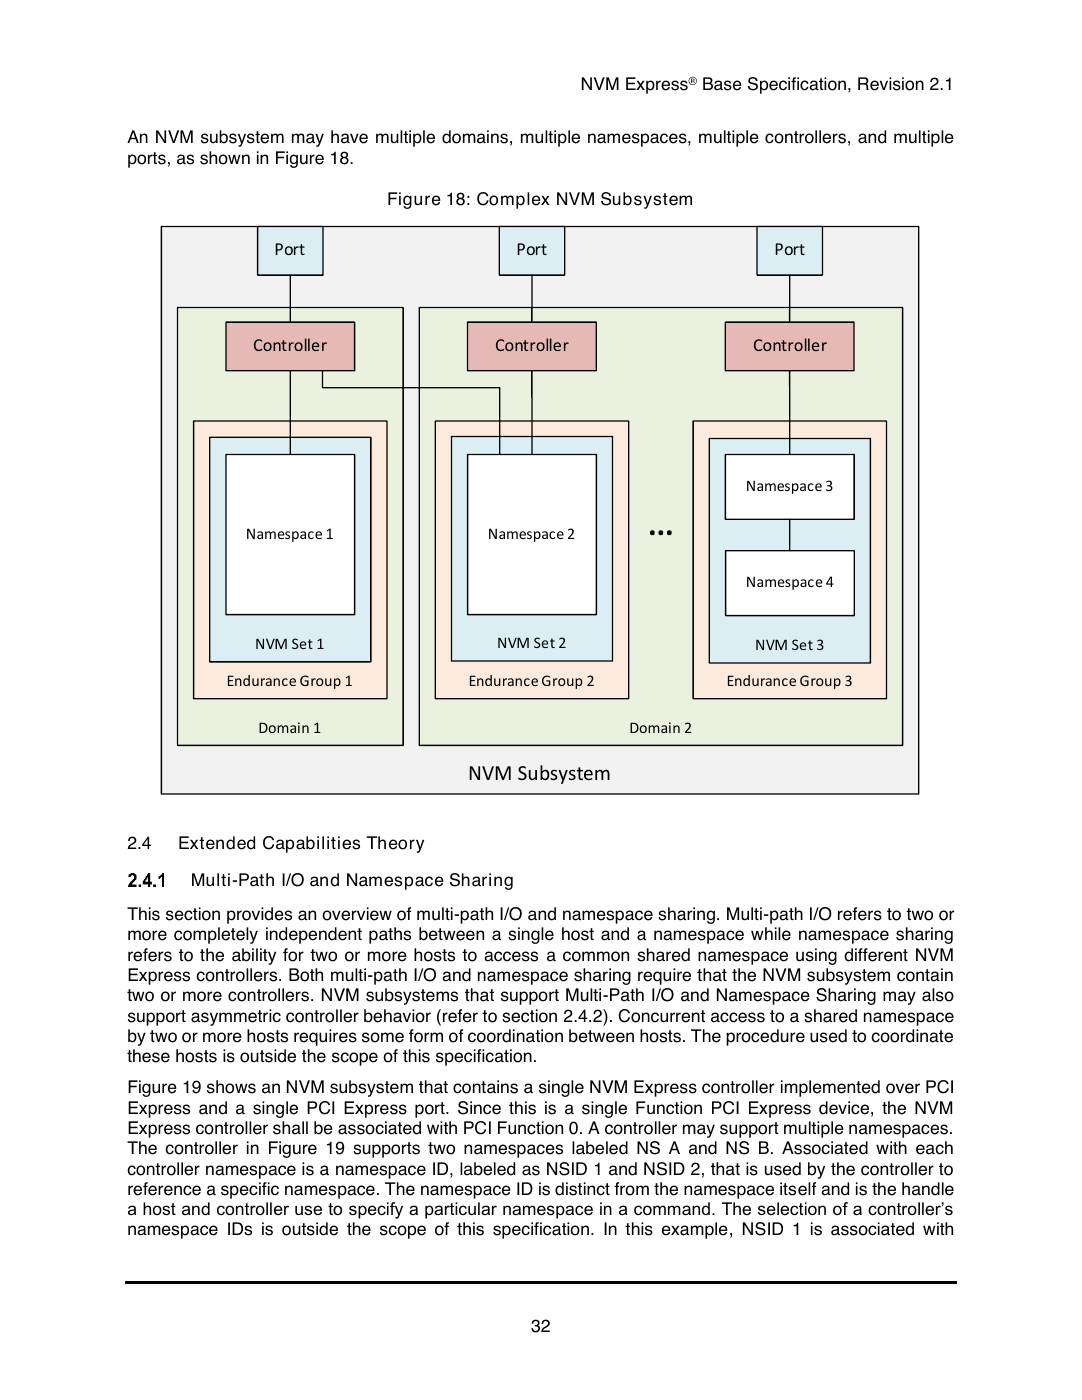 NVM Express® Base Specification, Revision 2.1
An NVM subsystem may have multiple domains, multiple namespaces, multiple controllers, and multiple
ports, as shown in Figure 18.
Figure 18: Complex NVM Subsystem
Port
Port
Port
Controller
Controller
Controller
Namespace 3
Namespace 1
Namespace 2
...
Namespace 4
NVM Set 1
NVM Set 2
NVM Set 3
Endurance Group 1
Endurance Group 2
Endurance Group 3
Domain 1
Domain 2
NVM Subsystem
2.4 Extended Capabilities Theory
2.4.1 Multi-Path I/O and Namespace Sharing
This section provides an overview of multi-path I/O and namespace sharing. Multi-path I/O refers to two or
more completely independent paths between a single host and a namespace while namespace sharing
refers to the ability for two or more hosts to access a common shared namespace using different NVM
Express controllers. Both multi-path I/O and namespace sharing require that the NVM subsystem contain
two or more controllers. NVM subsystems that support Multi-Path I/O and Namespace Sharing may also
support asymmetric controller behavior (refer to section 2.4.2). Concurrent access to a shared namespace
by two or more hosts requires some form of coordination between hosts. The procedure used to coordinate
these hosts is outside the scope of this specification.
Figure 19 shows an NVM subsystem that contains a single NVM Express controller implemented over PCI
Express and a single PCI Express port. Since this is a single Function PCI Express device, the NVM
Express controller shall be associated with PCI Function 0. A controller may support multiple namespaces.
The controller in Figure 19 supports two namespaces labeled NS A and NS B. Associated with each
controller namespace is a namespace ID, labeled as NSID 1 and NSID 2, that is used by the controller to
reference a specific namespace. The namespace ID is distinct from the namespace itself and is the handle
a host and controller use to specify a particular namespace in a command. The selection of a controller's
namespace IDs is outside the scope of this specification. In this example, NSID 1 is associated with
32